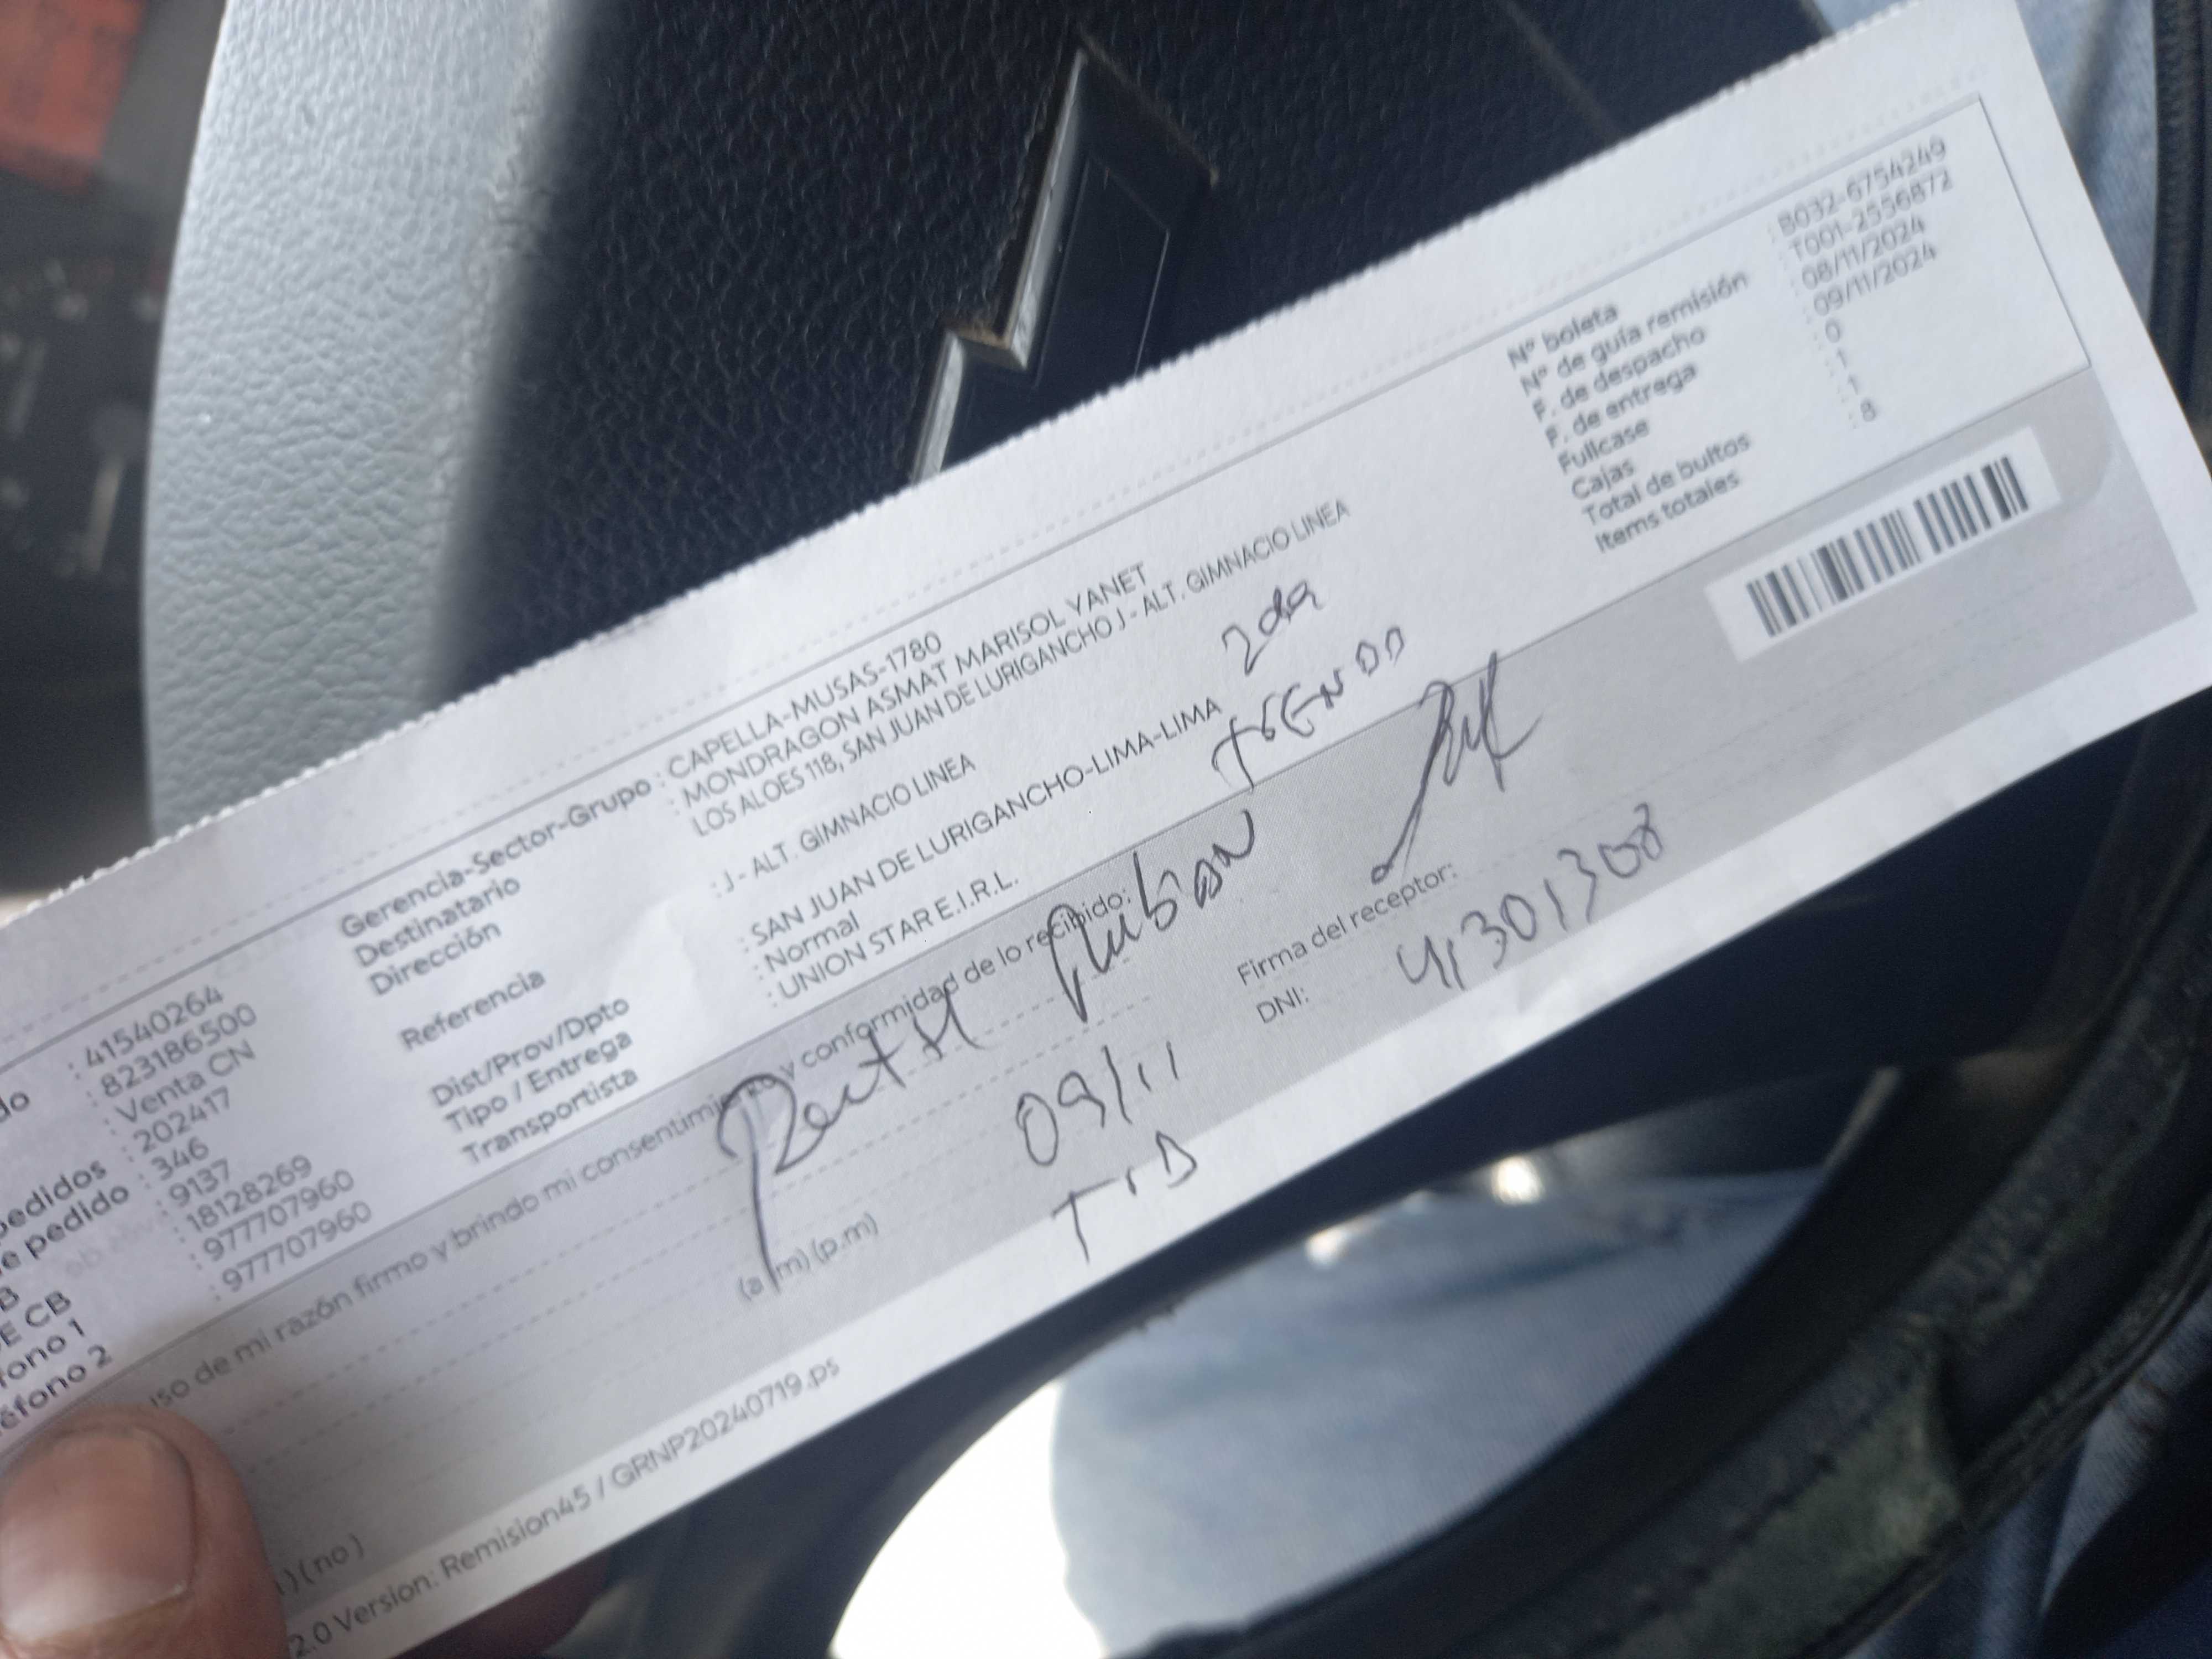 : 41540264
: 823186500
: Venta CN
pedidos : 202417
e pedido : 346
B : 9137
E CB : 18128269
fono 1 : 977707960
éfono 2 : 977707960
Gerencia-Sector-Grupo : CAPELLA-MUSAS-1780
Destinatario : MONDRAGON ASMAT MARISOL YANET
Dirección LOS ALOES 118, SAN JUAN DE LURIGANCHO J - ALT. GIMNACIO LINEA
Referencia : J - ALT. GIMNACIO LINEA
Dist/Prov/Dpto : SAN JUAN DE LURIGANCHO-LIMA-LIMA
Tipo / Entrega : Normal
Transportista : UNION STAR E.I.R.L.
2da
Nº boleta : B032-6754249
Nº de guía remisión : T001-2556872
F. de despacho : 08/11/2024
F. de entrega : 09/11/2024
Fullcase : 0
Cajas : 1
Total de bultos : 1
Items totales : 8
uso de mi razón firmo y brindo mi consentimiento y conformidad de lo recibido:
09/11
(a.m) (p.m)
Firma del receptor:
DNI: 41301308
) (no)
2.0 Version: Remision45 / GRNP20240719.ps